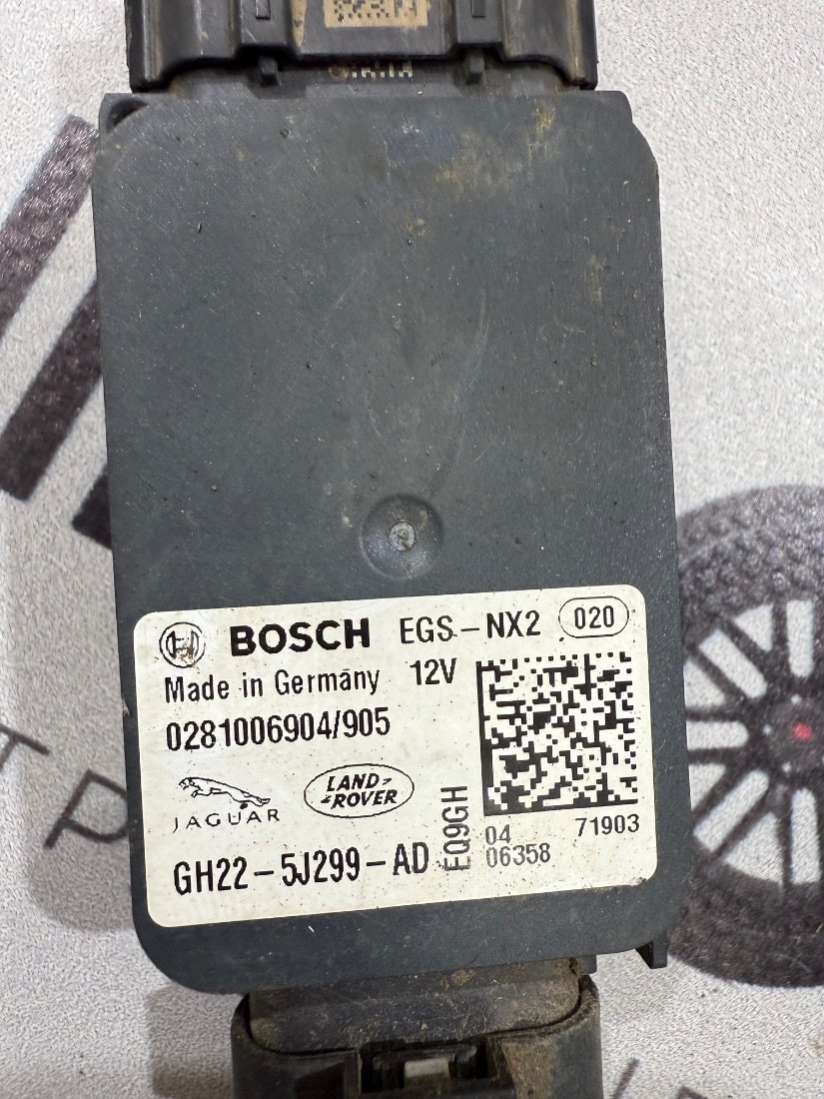 BOSCH EGS-NX2 020
Made in Germany 12V
0281006904/905
JAGUAR
LAND-
-ROVER
GH22-5J299-AD
EQ9GH
04 71903
06358